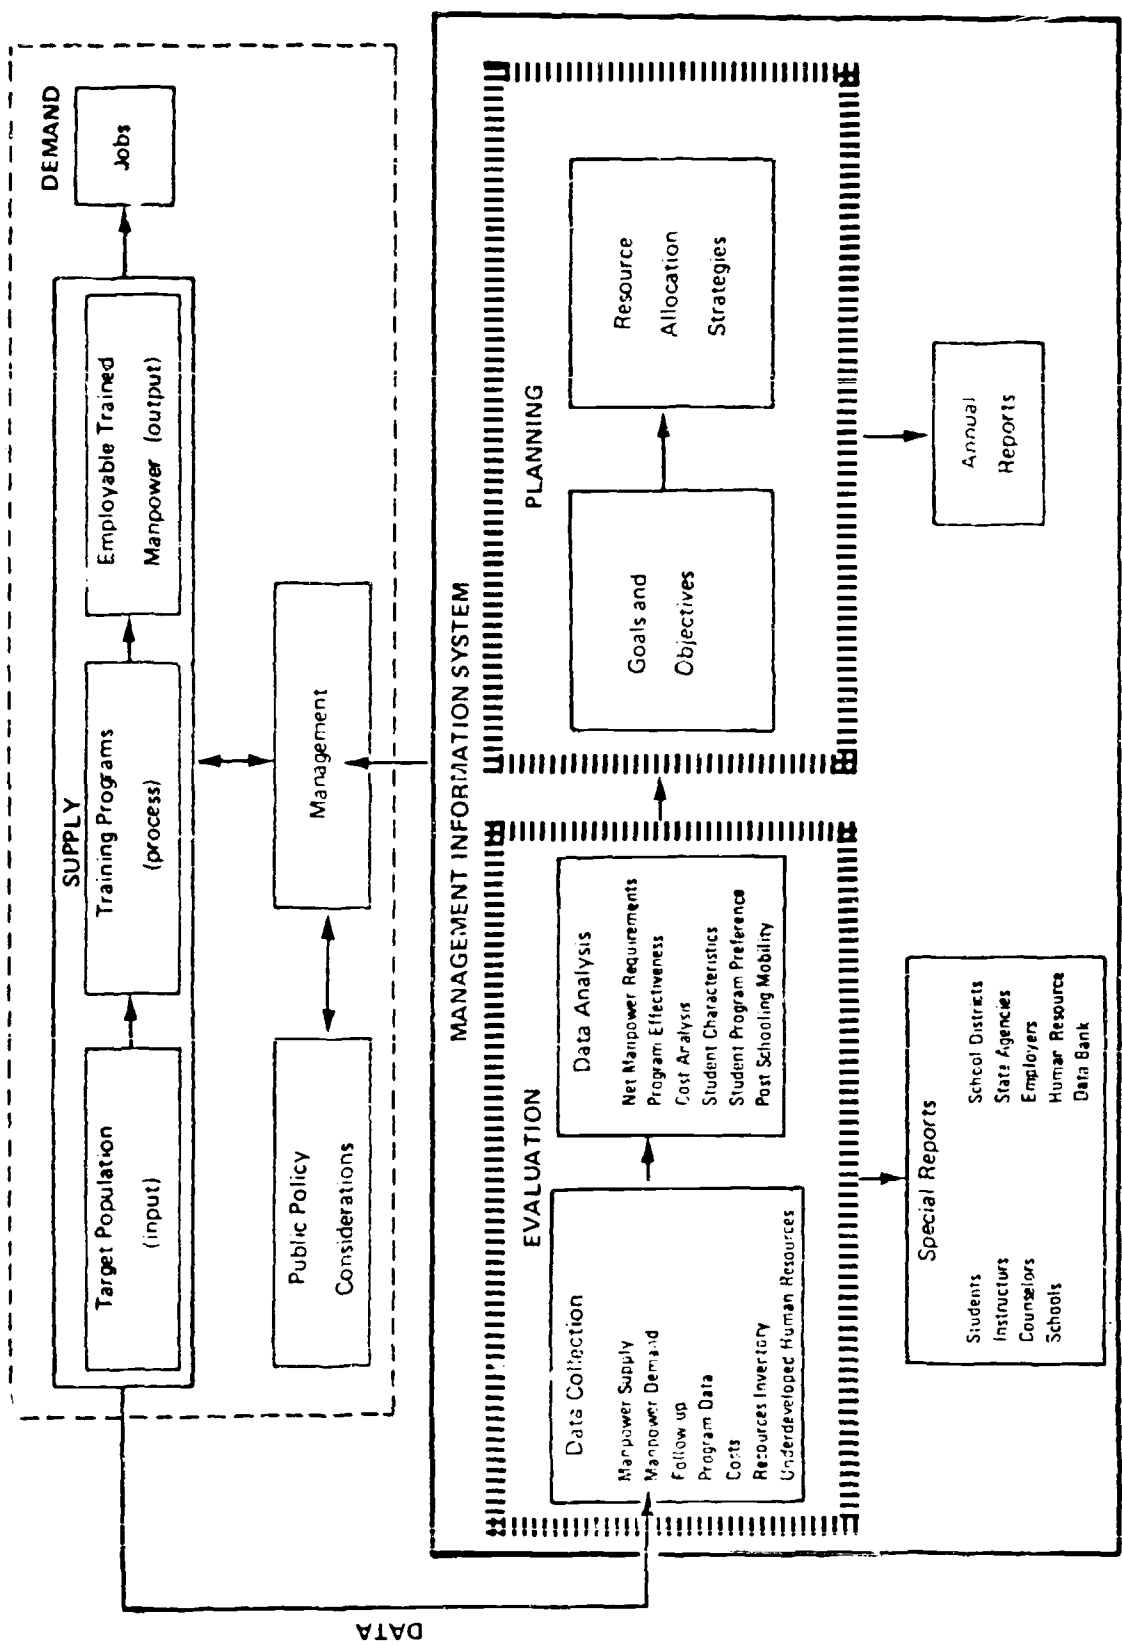 DEMAND
Jobs
SUPPLY
Target Population
(input)
Training Programs
(process)
Employable Trained
Manpower (output)
Public Policy
Considerations
Management
DATA
MANAGEMENT INFORMATION SYSTEM
EVALUATION
Data Collection
Manpower Supply
Manpower Demand
Follow up
Program Data
Costs
Resources Inventory
Underdeveloped Human Resources
Data Analysis
Net Manpower Requirements
Program Effectiveness
Cost Analysis
Student Characteristics
Student Program Preference
Post Schooling Mobility
PLANNING
Goals and
Objectives
Resource
Allocation
Strategies
Special Reports
Students
Instructors
Counselors
Schools
School Districts
State Agencies
Employers
Human Resource
Data Bank
Annual
Reports